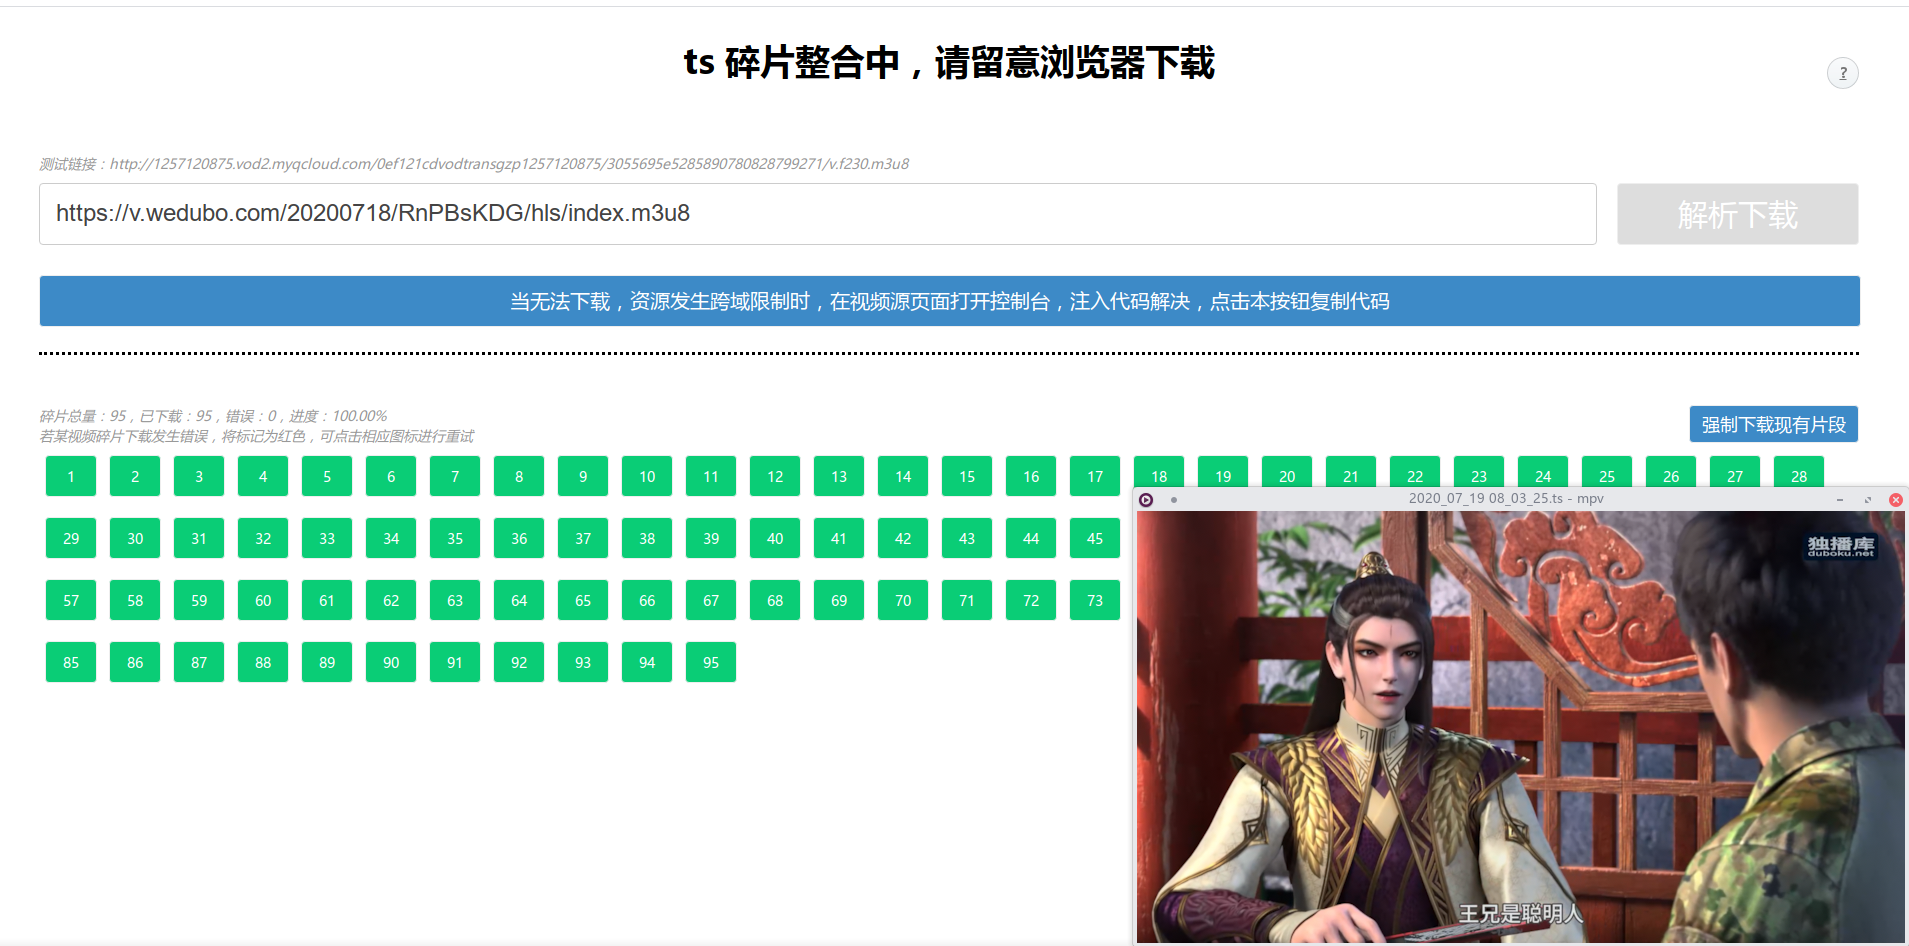 ts 碎片整合中，请留意浏览器下载
?
测试链接：http://1257120875.vod2.myqcloud.com/0ef121cdvodtransgzp1257120875/3055695e5285890780828799271/v.f230.m3u8
https://v.wedubo.com/20200718/RnPBsKDG/hls/index.m3u8
解析下载
当无法下载，资源发生跨域限制时，在视频源页面打开控制台，注入代码解决，点击本按钮复制代码
碎片总量：95，已下载：95，错误：0，进度：100.00%
若某视频碎片下载发生错误，将标记为红色，可点击相应图标进行重试
强制下载现有片段
1 2 3 4 5 6 7 8 9 10 11 12 13 14 15 16 17 18 19 20 21 22 23 24 25 26 27 28
29 30 31 32 33 34 35 36 37 38 39 40 41 42 43 44 45
57 58 59 60 61 62 63 64 65 66 67 68 69 70 71 72 73
85 86 87 88 89 90 91 92 93 94 95
2020_07_19 08_03_25.ts - mpv
独播库
duboku.net
王兄是聪明人